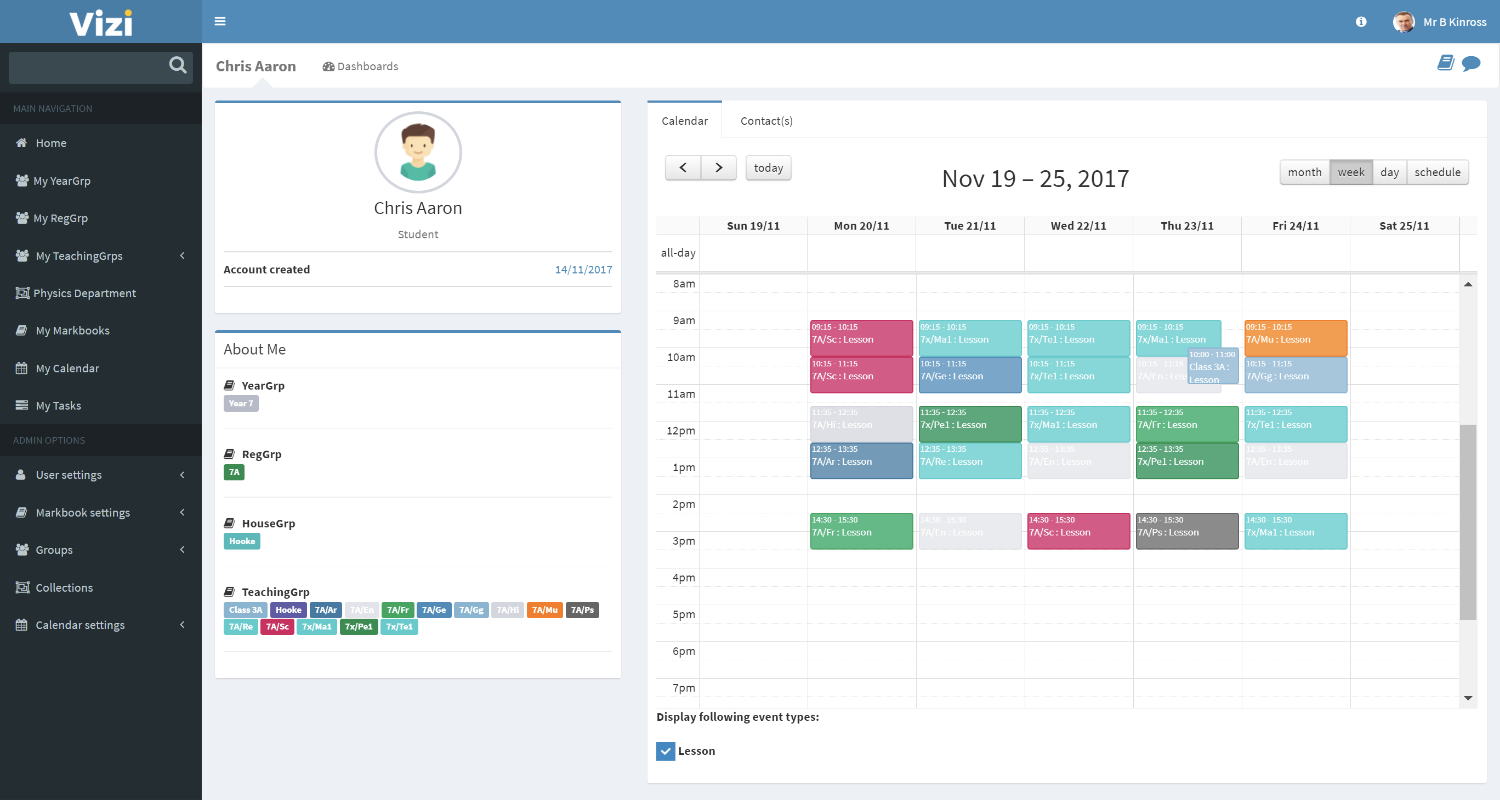 Vizi
Mr B Kinross
Chris Aaron
Dashboards
MAIN NAVIGATION
Home
My YearGrp
My RegGrp
My TeachingGrps
Physics Department
My Markbooks
My Calendar
My Tasks
ADMIN OPTIONS
User settings
Markbook settings
Groups
Collections
Calendar settings
Chris Aaron
Student
Account created 14/11/2017
About Me
YearGrp
Year 7
RegGrp
7A
HouseGrp
Hooke
TeachingGrp
Class 3A Hooke 7A/Ar 7A/En 7A/Fr 7A/Ge 7A/Gg 7A/Hi 7A/Mu 7A/Ps
7A/Re 7A/Sc 7x/Ma1 7x/Pe1 7x/Te1
Calendar Contact(s)
today
Nov 19 – 25, 2017
month week day schedule
Sun 19/11 Mon 20/11 Tue 21/11 Wed 22/11 Thu 23/11 Fri 24/11 Sat 25/11
all-day
8am
9am
09:15 - 10:15 09:15 - 10:15 09:15 - 10:15 09:15 - 10:15 09:15 - 10:15
7A/Sc : Lesson 7x/Ma1 : Lesson 7x/Te1 : Lesson 7x/Ma1 : Lesson 7A/Mu : Lesson
10am
10:00 - 11:00
Class 3A :
Lesson
10:15 - 11:15 10:15 - 11:15 10:15 - 11:15 10:15 10:15 - 11:15
7A/Sc : Lesson 7A/Ge : Lesson 7x/Te1 : Lesson 7A/En : 7A/Gg : Lesson
11am
11:35 - 12:35 11:35 - 12:35 11:35 - 12:35 11:35 - 12:35 11:35 - 12:35
7A/Hi : Lesson 7x/Pe1 : Lesson 7x/Ma1 : Lesson 7A/Fr : Lesson 7x/Te1 : Lesson
12pm
12:35 - 13:35 12:35 - 13:35 12:35 - 13:35 12:35 - 13:35 12:35 - 13:35
7A/Ar : Lesson 7A/Re : Lesson 7A/En : Lesson 7x/Pe1 : Lesson 7A/En : Lesson
1pm
2pm
14:30 - 15:30 14:30 - 15:30 14:30 - 15:30 14:30 - 15:30 14:30 - 15:30
7A/Fr : Lesson 7A/En : Lesson 7A/Sc : Lesson 7A/Ps : Lesson 7x/Ma1 : Lesson
3pm
4pm
5pm
6pm
7pm
Display following event types:
Lesson